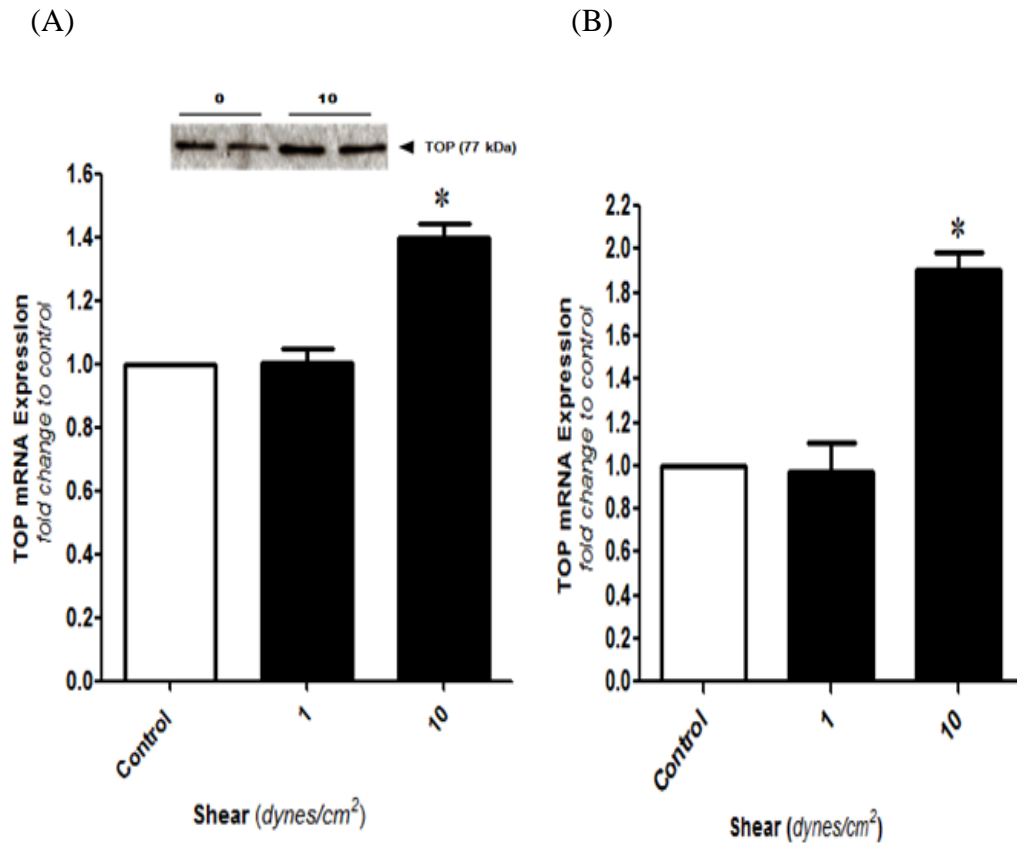 (A)
(B)
0 10
TOP (77 kDa)
1.6
1.4
1.2
1.0
0.8
0.6
0.4
0.2
0.0
TOP mRNA Expression
fold change to control
*
Control
1
10
Shear (dynes/cm²)
2.2
2.0
1.8
1.6
1.4
1.2
1.0
0.8
0.6
0.4
0.2
0.0
TOP mRNA Expression
fold change to control
*
Control
1
10
Shear (dynes/cm²)